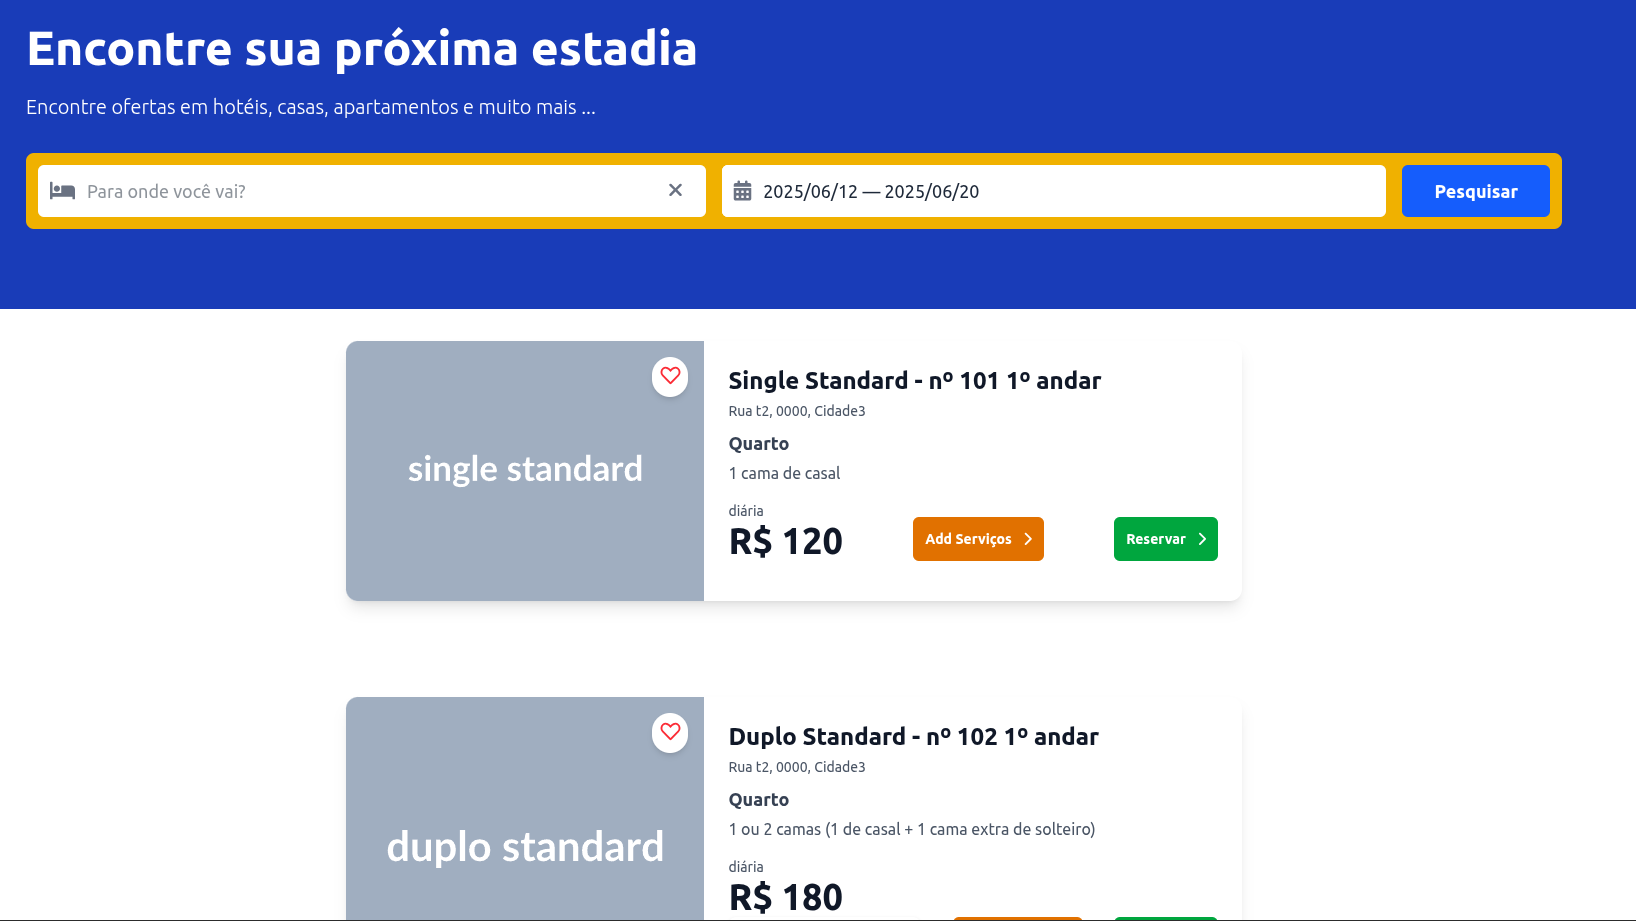 Encontre sua próxima estadia
Encontre ofertas em hotéis, casas, apartamentos e muito mais ...
Para onde você vai?
2025/06/12 — 2025/06/20
Pesquisar
single standard
Single Standard - nº 101 1º andar
Rua t2, 0000, Cidade3
Quarto
1 cama de casal
diária
R$ 120
Add Serviços
Reservar
duplo standard
Duplo Standard - nº 102 1º andar
Rua t2, 0000, Cidade3
Quarto
1 ou 2 camas (1 de casal + 1 cama extra de solteiro)
diária
R$ 180